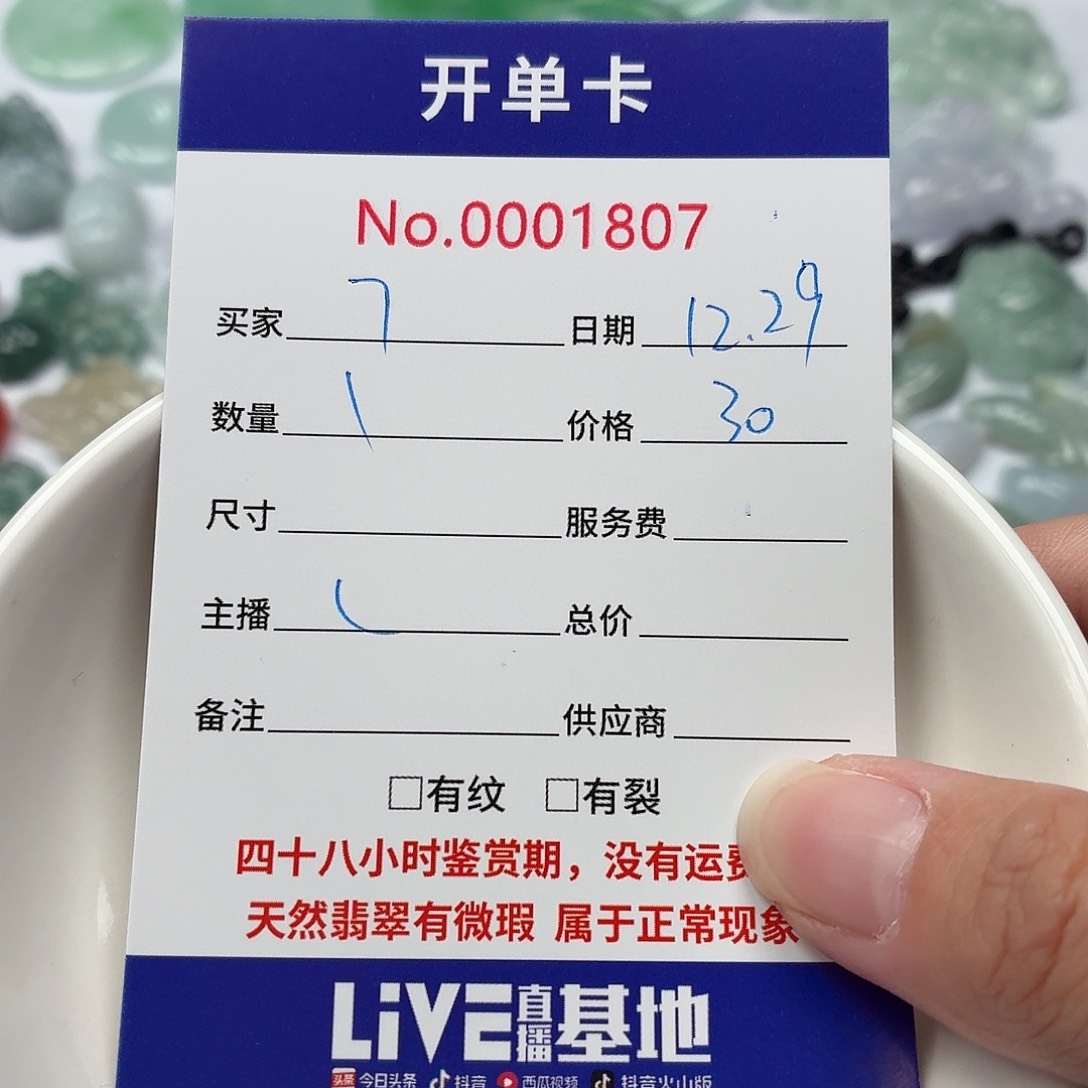 开单卡
No.0001807
买家 7 日期 12.29
数量 1 价格 30
尺寸 服务费
主播 总价
备注 供应商
□有纹 □有裂
四十八小时鉴赏期，没有运费
天然翡翠有微瑕 属于正常现象
LiVE直播基地
头条 今日头条 抖音 西瓜视频 抖音火山版